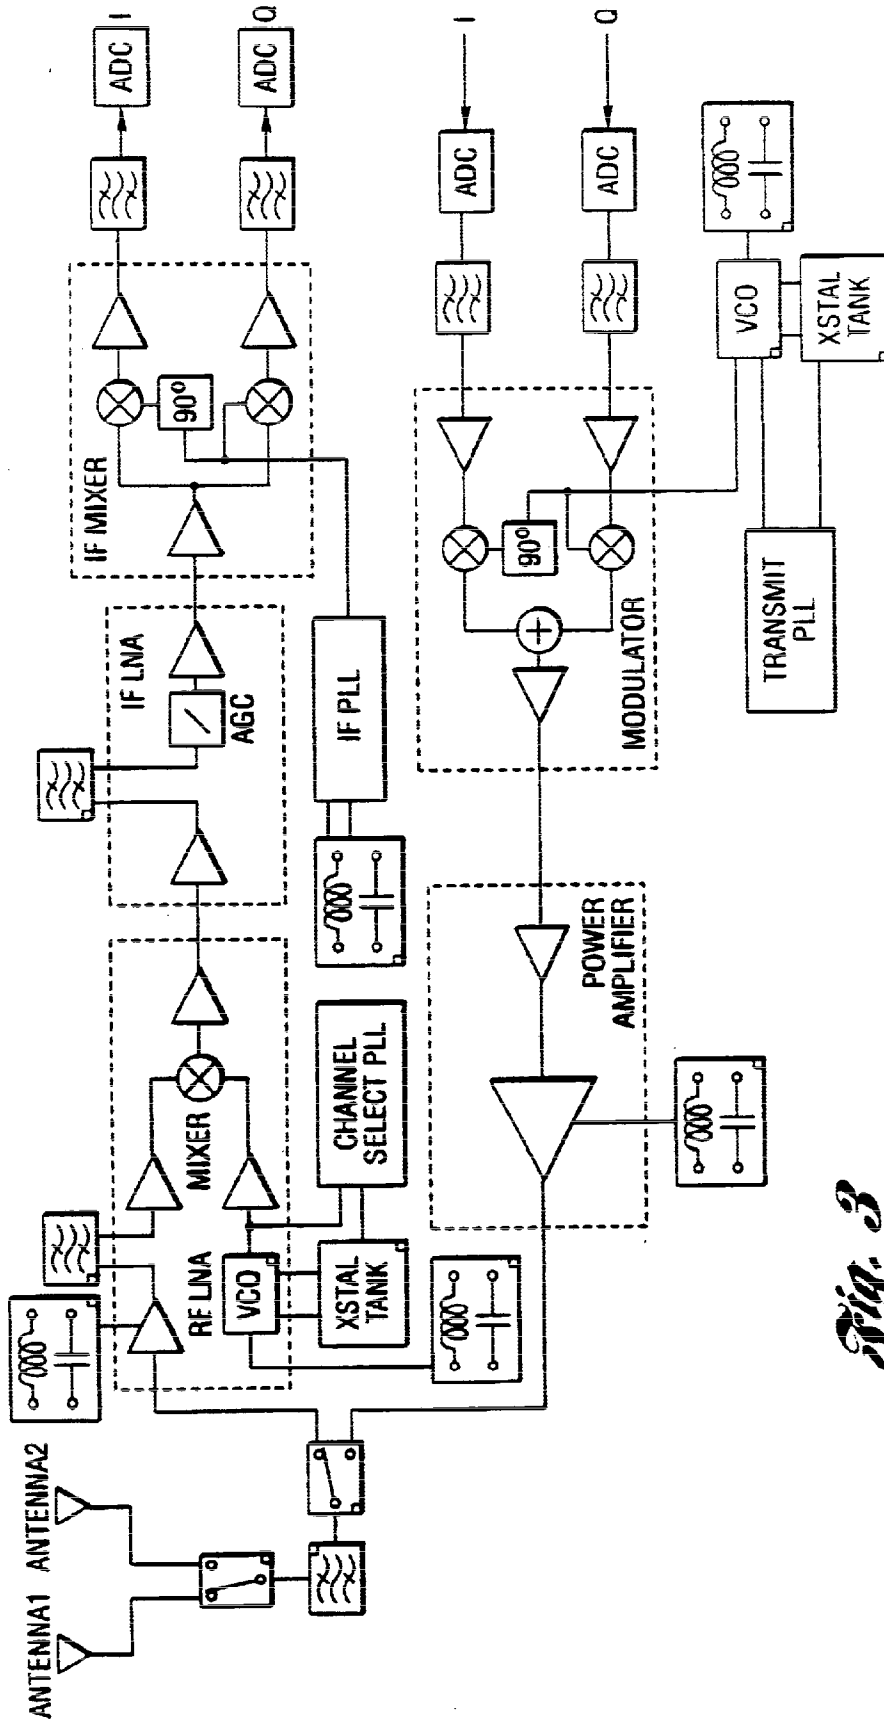 ANTENNA1
ANTENNA2
RF LNA
MIXER
VCO
XSTAL
TANK
CHANNEL
SELECT PLL
IF LNA
AGC
IF PLL
IF MIXER
90°
ADC
I
ADC
Q
POWER
AMPLIFIER
MODULATOR
90°
ADC
I
ADC
Q
TRANSMIT
PLL
VCO
XSTAL
TANK
Fig. 3